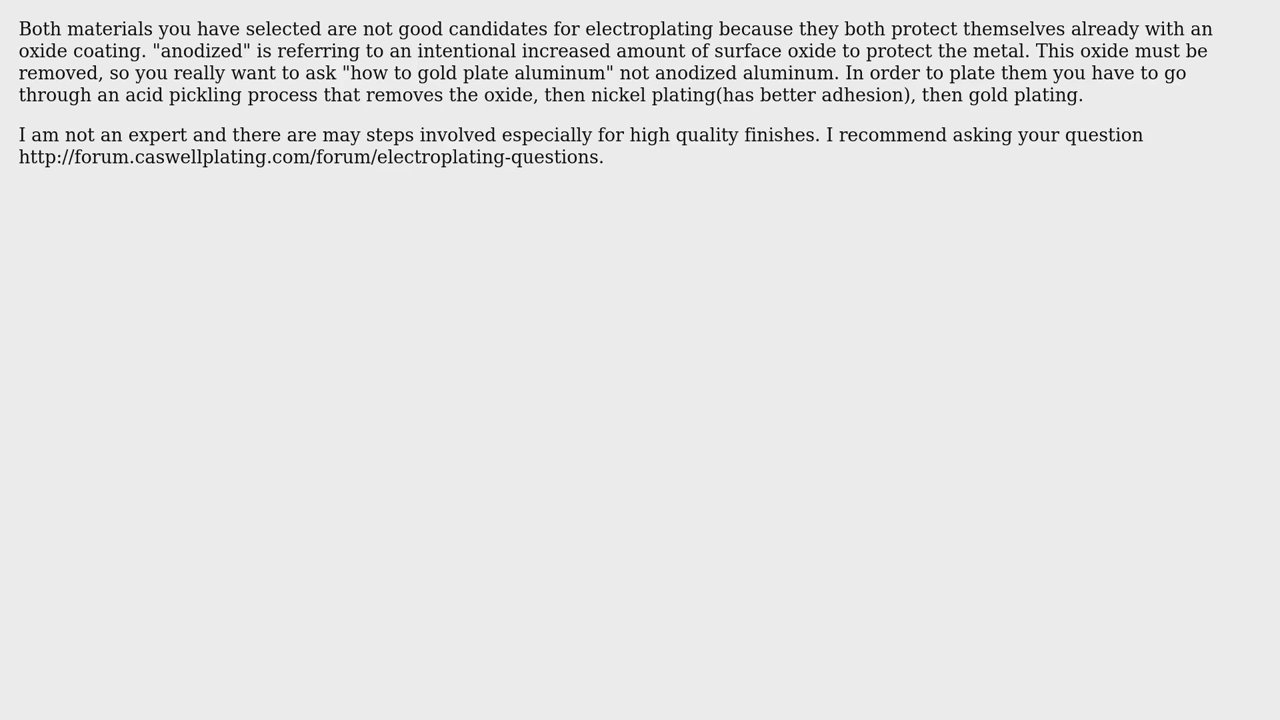 Both materials you have selected are not good candidates for electroplating because they both protect themselves already with an
oxide coating. "anodized" is referring to an intentional increased amount of surface oxide to protect the metal. This oxide must be
removed, so you really want to ask "how to gold plate aluminum" not anodized aluminum. In order to plate them you have to go
through an acid pickling process that removes the oxide, then nickel plating(has better adhesion), then gold plating.
I am not an expert and there are may steps involved especially for high quality finishes. I recommend asking your question
http://forum.caswellplating.com/forum/electroplating-questions.